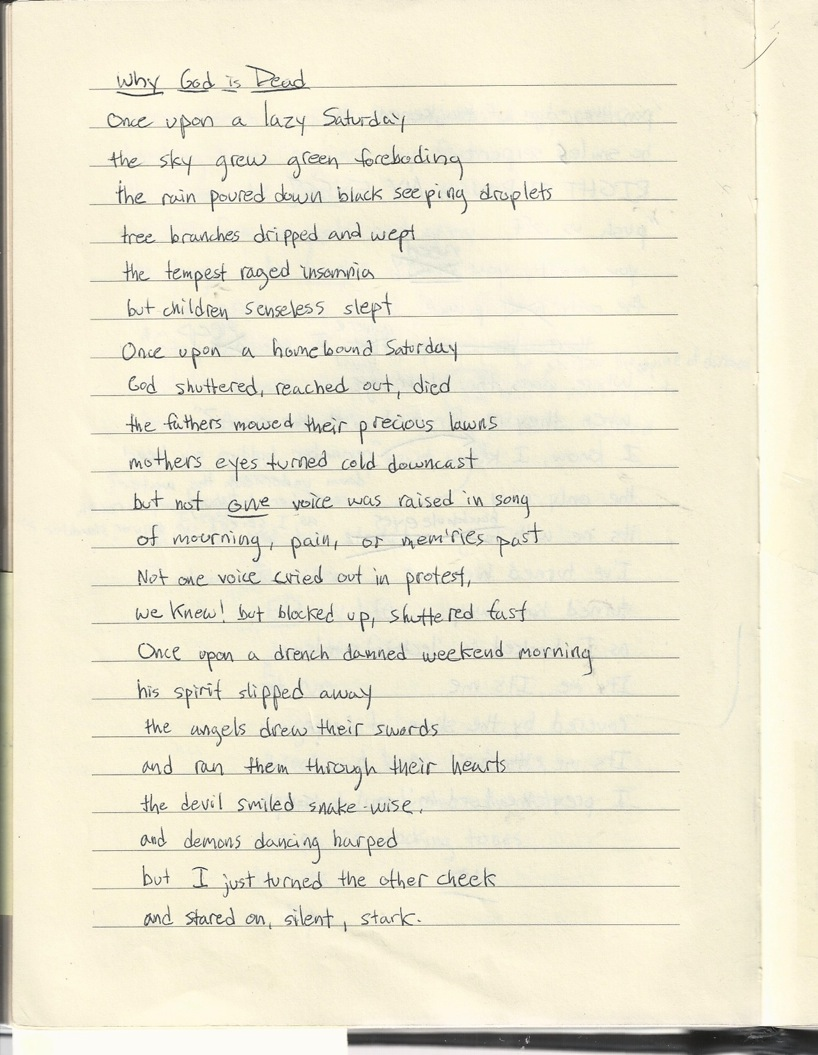 Why God is Dead
Once upon a lazy Saturday
the sky grew green foreboding
the rain poured down black seeping droplets
tree branches dripped and wept
the tempest raged insomnia
but children senseless slept
Once upon a homebound Saturday
God shuttered, reached out, died
the fathers mowed their precious lawns
mothers eyes turned cold downcast
but not one voice was raised in song
of mourning, pain, or mem'ries past
Not one voice cried out in protest,
we knew! but blocked up, shuttered fast
Once upon a drench damned weekend morning
his spirit slipped away
the angels drew their swords
and ran them through their hearts
the devil smiled snake-wise.
and demons dancing harped
but I just turned the other cheek
and stared on, silent, stark.